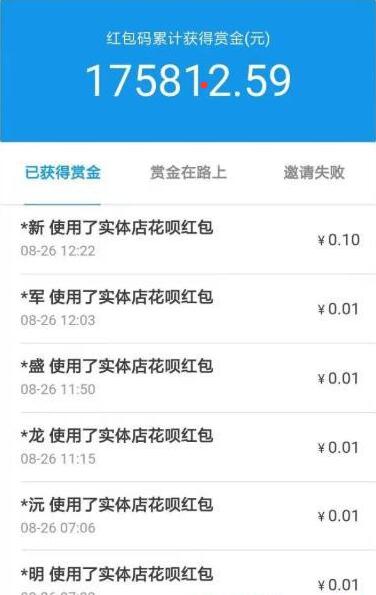 红包码累计获得赏金(元)
175812.59
已获得赏金 赏金在路上 邀请失败
*新 使用了实体店花呗红包
¥0.10
08-26 12:22
*军 使用了实体店花呗红包
¥0.01
08-26 12:03
*盛 使用了实体店花呗红包
¥0.01
08-26 11:50
*龙 使用了实体店花呗红包
¥0.01
08-26 11:15
*沅 使用了实体店花呗红包
¥0.01
08-26 07:06
*明 使用了实体店花呗红包
¥0.01